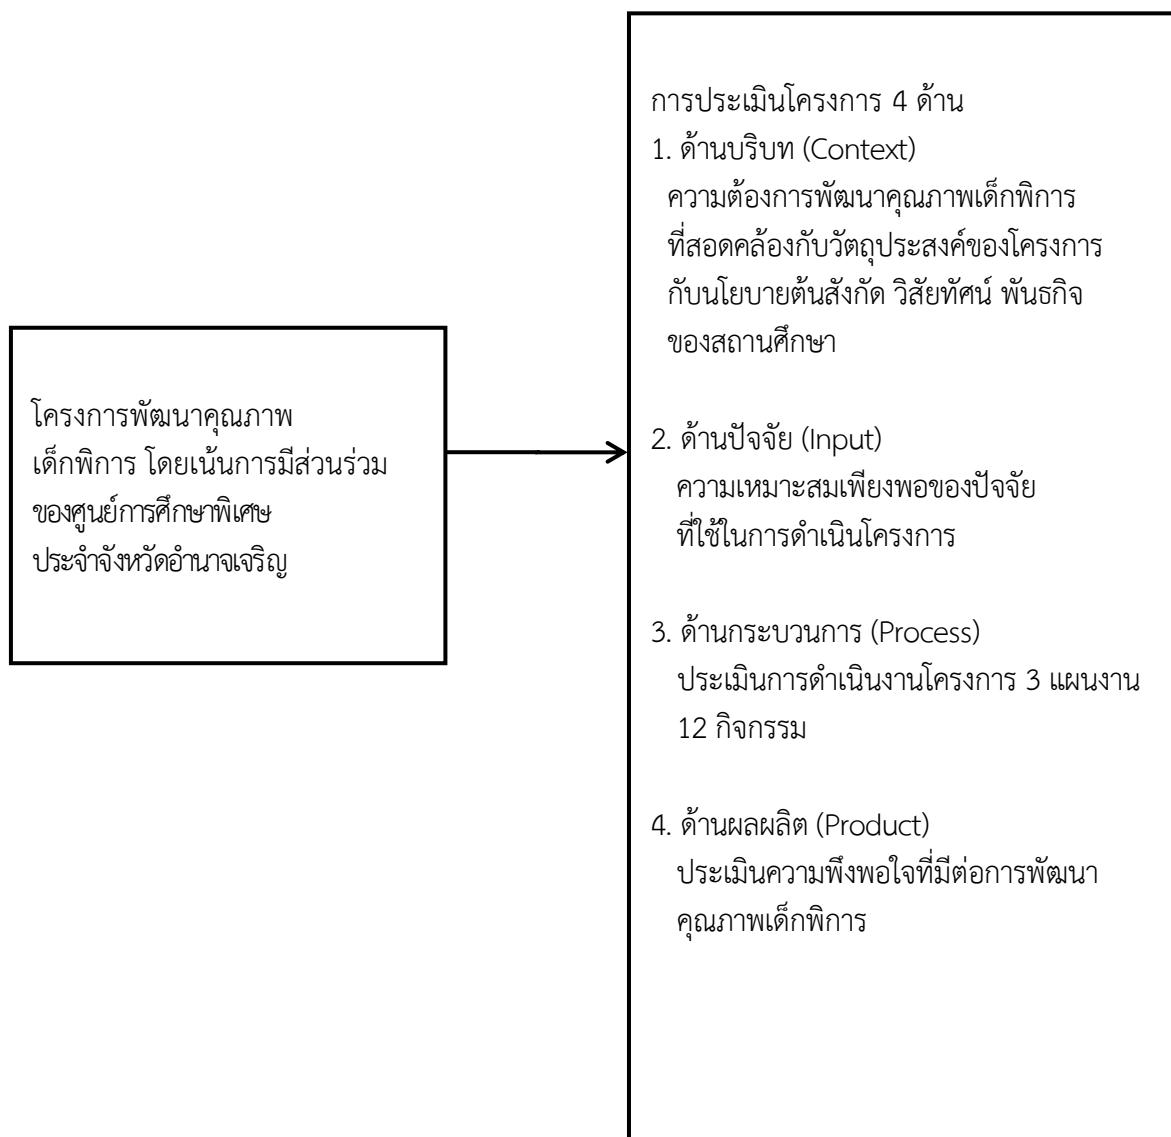 โครงการพัฒนาคุณภาพ
เด็กพิการ โดยเน้นการมีส่วนร่วม
ของศูนย์การศึกษาพิเศษ
ประจำจังหวัดอำนาจเจริญ
การประเมินโครงการ 4 ด้าน
1. ด้านบริบท (Context)
ความต้องการพัฒนาคุณภาพเด็กพิการ
ที่สอดคล้องกับวัตถุประสงค์ของโครงการ
กับนโยบายต้นสังกัด วิสัยทัศน์ พันธกิจ
ของสถานศึกษา
2. ด้านปัจจัย (Input)
ความเหมาะสมเพียงพอของปัจจัย
ที่ใช้ในการดำเนินโครงการ
3. ด้านกระบวนการ (Process)
ประเมินการดำเนินงานโครงการ 3 แผนงาน
12 กิจกรรม
4. ด้านผลผลิต (Product)
ประเมินความพึงพอใจที่มีต่อการพัฒนา
คุณภาพเด็กพิการ